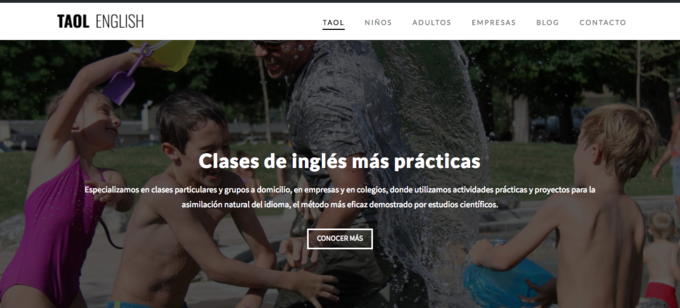 TAOL ENGLISH
TAOL NIÑOS ADULTOS EMPRESAS BLOG CONTACTO
Clases de inglés más prácticas
Especializamos en clases particulares y grupos a domicilio, en empresas y en colegios, donde utilizamos actividades prácticas y proyectos para la
asimilación natural del idioma, el método más eficaz demostrado por estudios científicos.
CONOCER MÁS